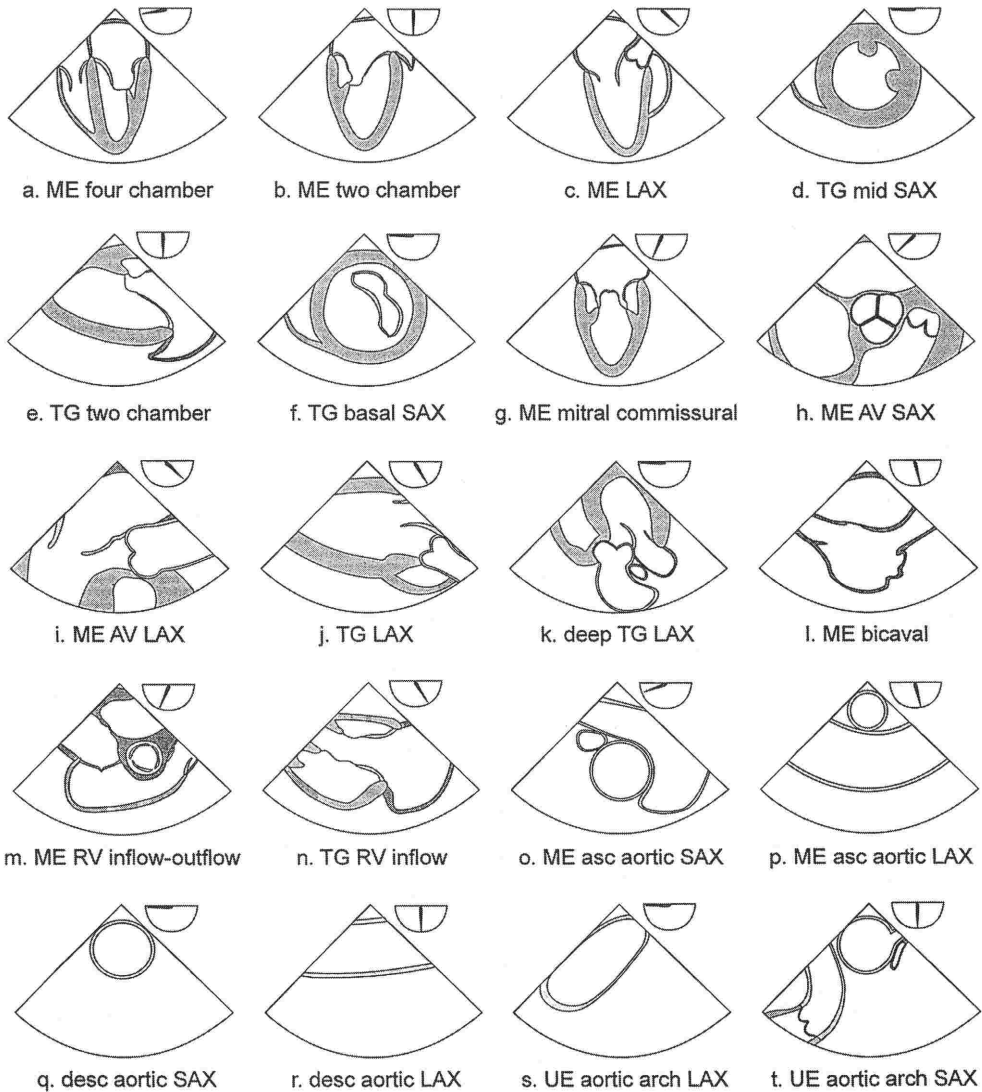 a. ME four chamber
b. ME two chamber
c. ME LAX
d. TG mid SAX
e. TG two chamber
f. TG basal SAX
g. ME mitral commissural
h. ME AV SAX
i. ME AV LAX
j. TG LAX
k. deep TG LAX
l. ME bicaval
m. ME RV inflow-outflow
n. TG RV inflow
o. ME asc aortic SAX
p. ME asc aortic LAX
q. desc aortic SAX
r. desc aortic LAX
s. UE aortic arch LAX
t. UE aortic arch SAX